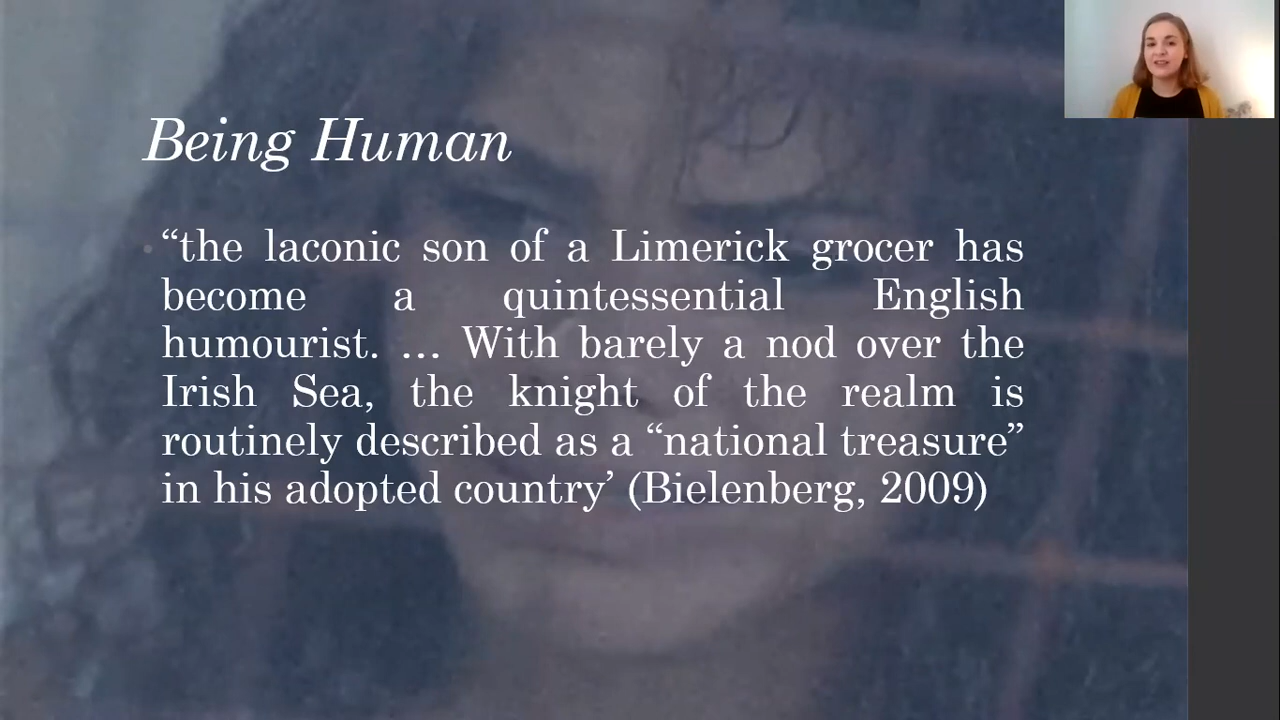 Being Human
“the laconic son of a Limerick grocer has
become a quintessential English
humourist. … With barely a nod over the
Irish Sea, the knight of the realm is
routinely described as a “national treasure”
in his adopted country’ (Bielenberg, 2009)